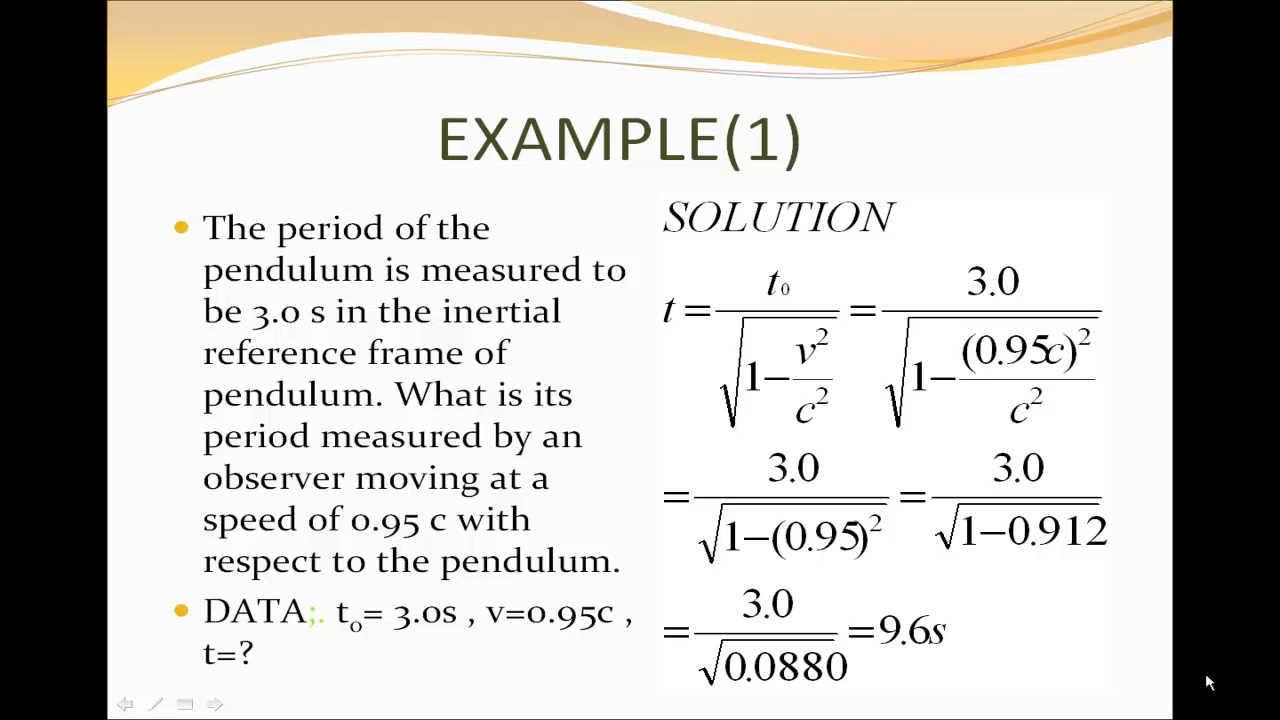 EXAMPLE(1)
The period of the
pendulum is measured to
be 3.0 s in the inertial
reference frame of
pendulum. What is its
period measured by an
observer moving at a
speed of 0.95 c with
respect to the pendulum.
DATA;. t₀= 3.0s , v=0.95c ,
t=?
SOLUTION
t = t₀ / √(1 − v²/c²) = 3.0 / √(1 − (0.95c)²/c²)
= 3.0 / √(1−(0.95)²) = 3.0 / √(1−0.912)
= 3.0 / √0.0880 = 9.6s